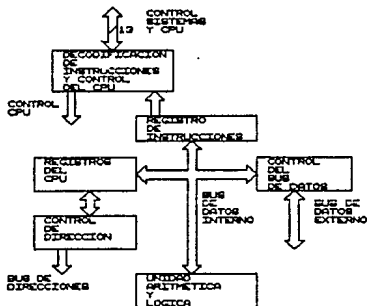 CONTROL
SISTEMAS
Y CPU
13
DECODIFICACION
DE
INSTRUCCIONES
Y CONTROL
DEL CPU
CONTROL
CPU
REGISTRO
DE
INSTRUCCIONES
REGISTROS
DEL
CPU
CONTROL
DEL
BUS
DE DATOS
CONTROL
DE
DIRECCION
BUS
DE
DATOS
INTERNO
BUS DE
DATOS
EXTERNO
BUS DE
DIRECCIONES
UNIDAD
ARITMETICA
Y
LOGICA